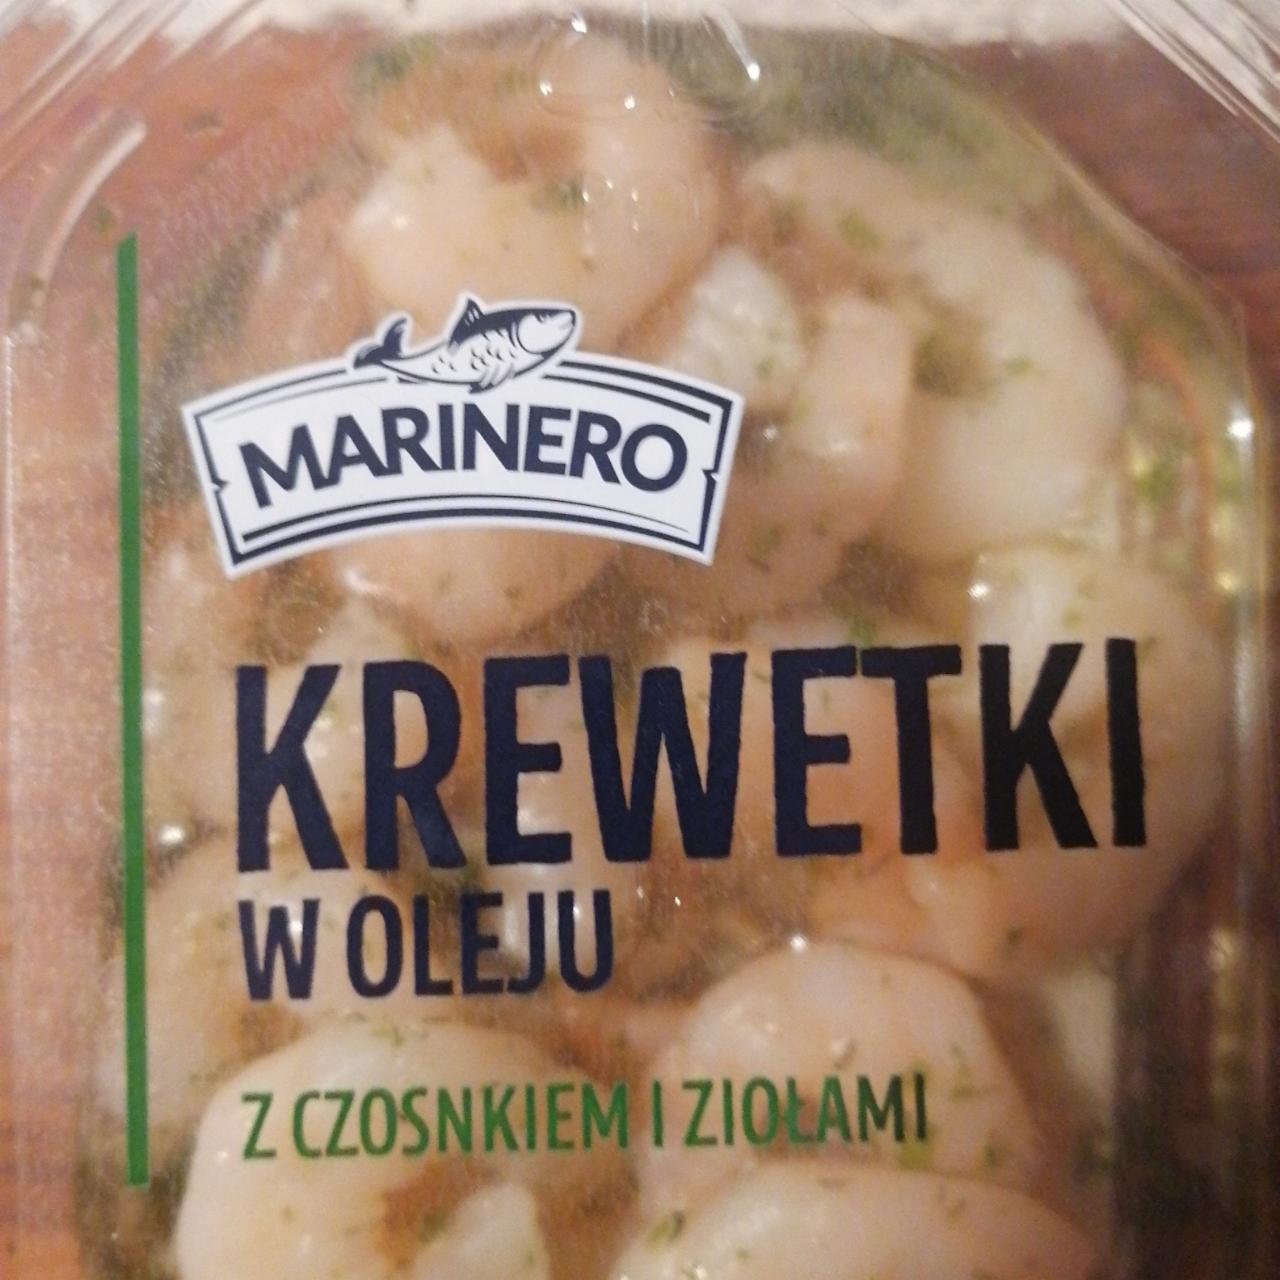 MARINERO
KREWETKI
W OLEJU
Z CZOSNKIEM I ZIOŁAMI